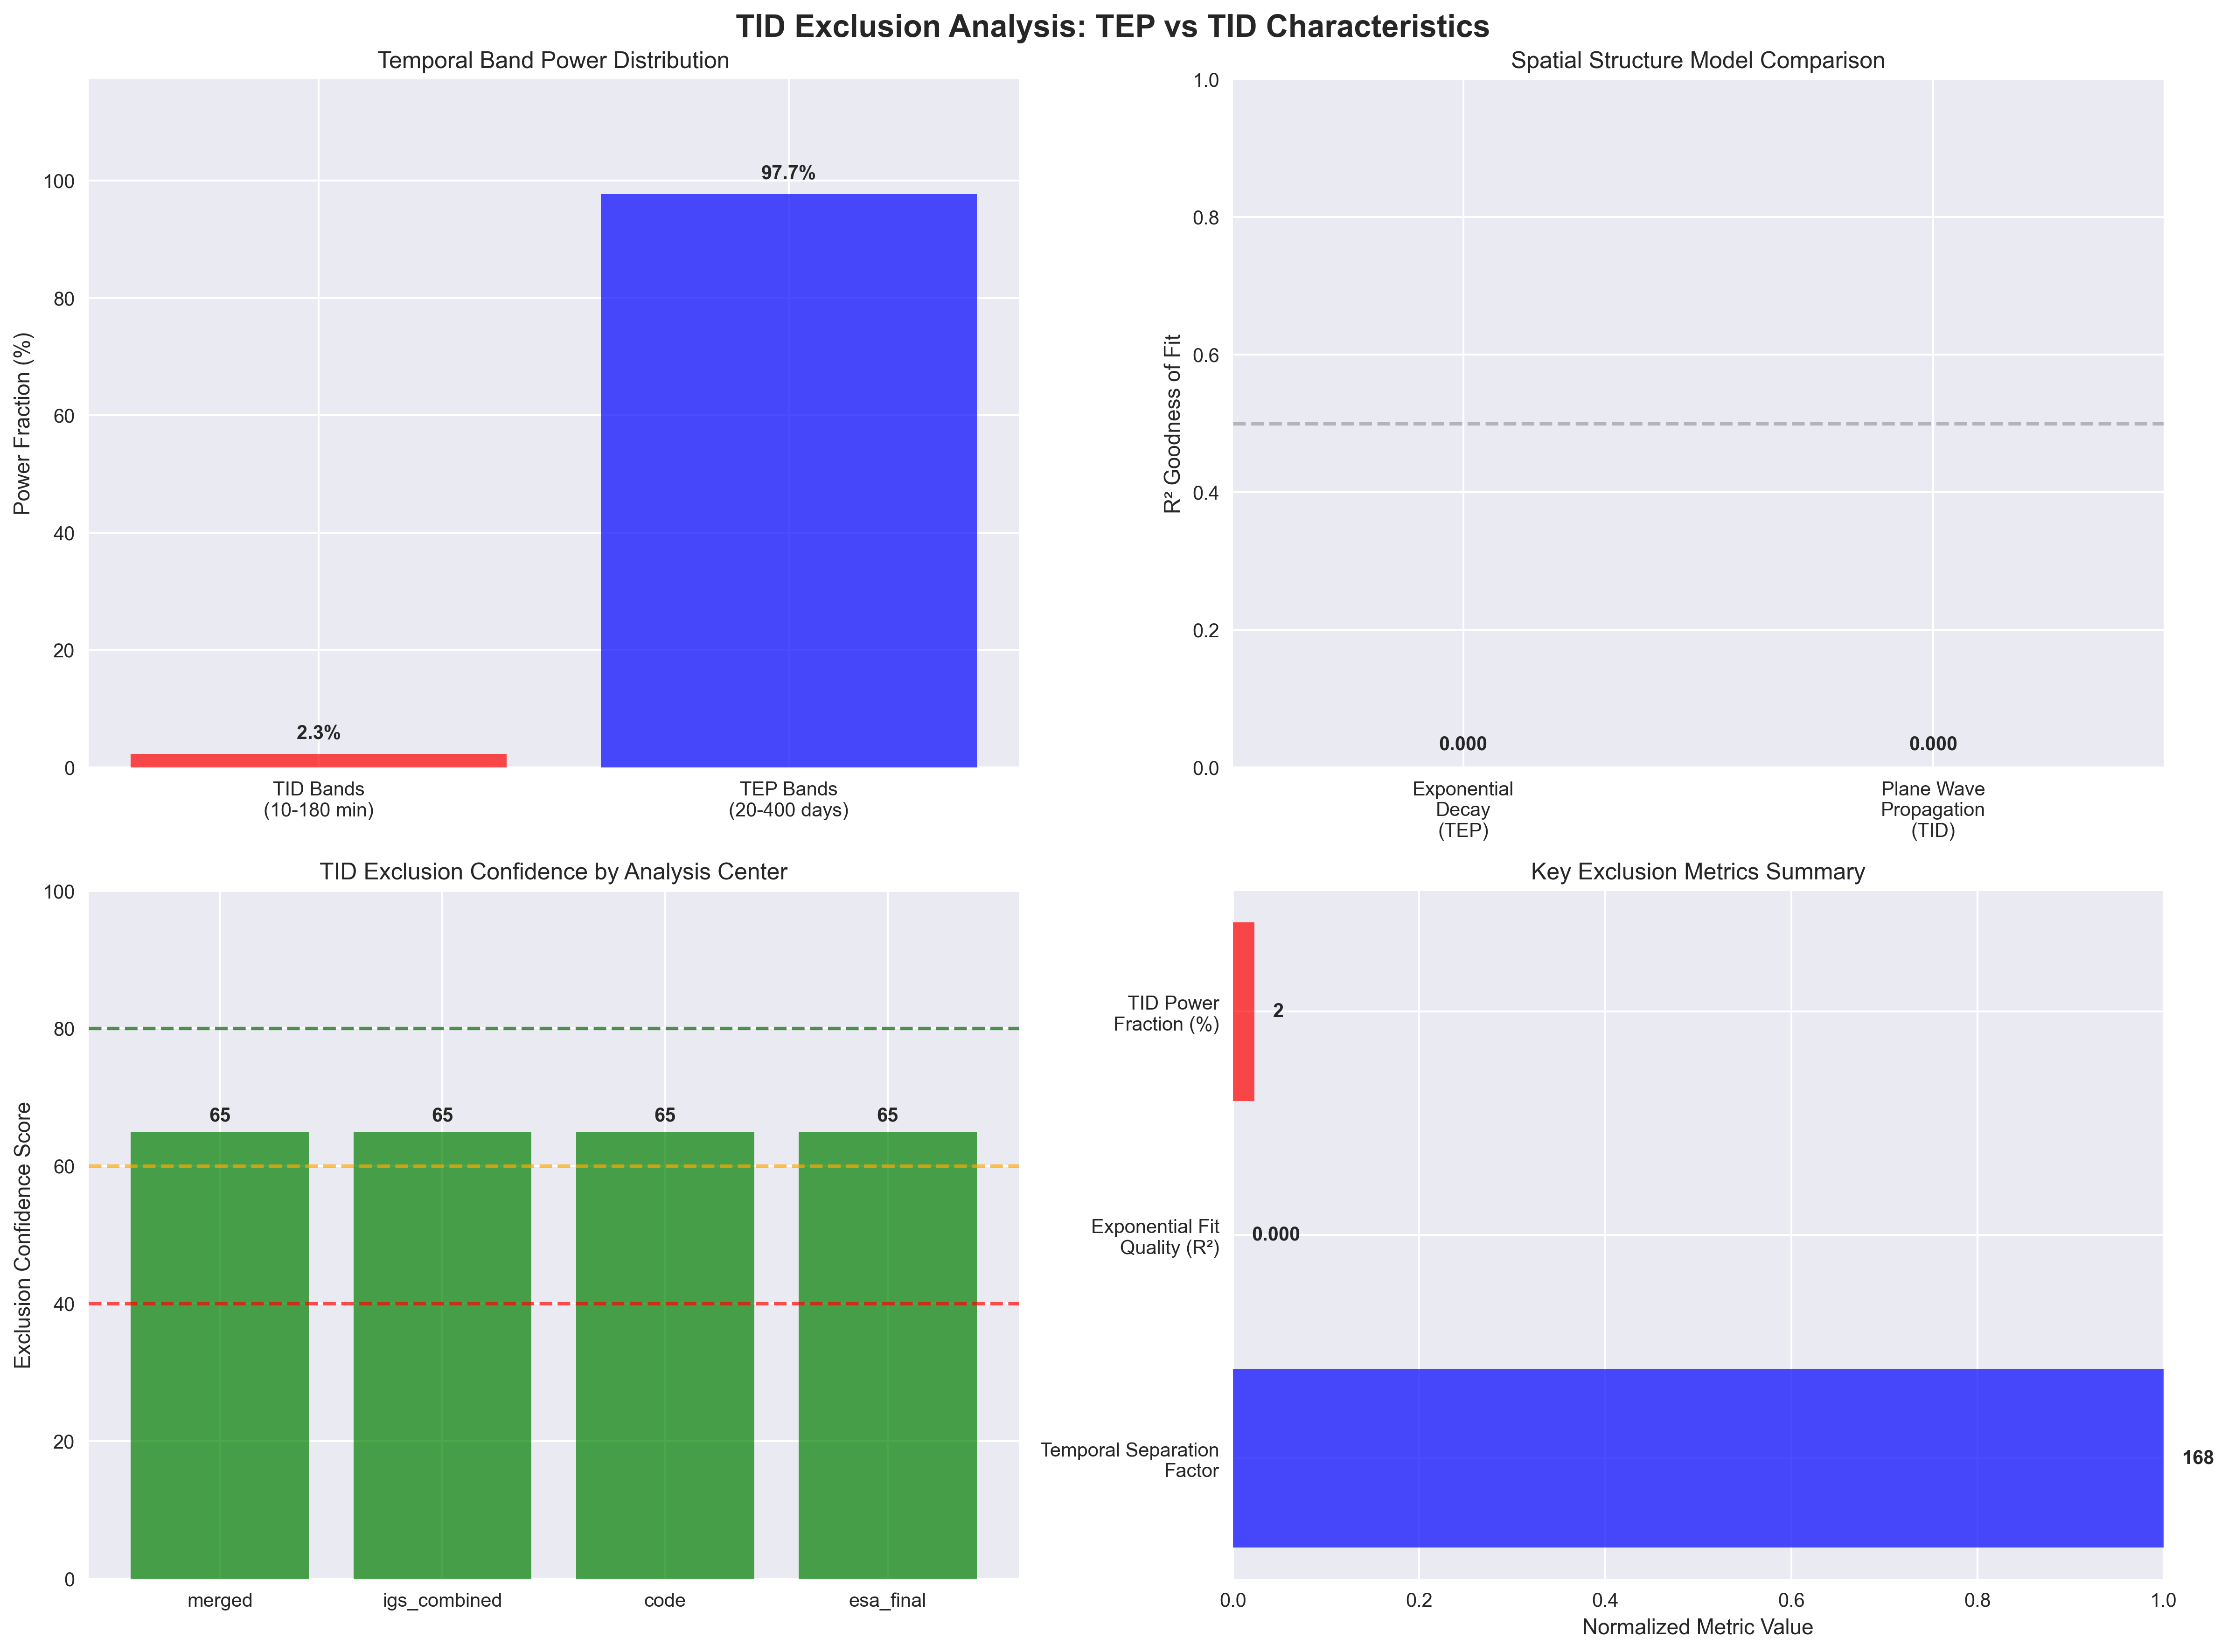 TID Exclusion Analysis: TEP vs TID Characteristics
Temporal Band Power Distribution
Power Fraction (%)
100
80
60
40
20
0
2.3%
97.7%
TID Bands
(10-180 min)
TEP Bands
(20-400 days)
Spatial Structure Model Comparison
R² Goodness of Fit
1.0
0.8
0.6
0.4
0.2
0.0
0.000
0.000
Exponential
Decay
(TEP)
Plane Wave
Propagation
(TID)
TID Exclusion Confidence by Analysis Center
Exclusion Confidence Score
100
80
60
40
20
0
65
65
65
65
merged
igs_combined
code
esa_final
Key Exclusion Metrics Summary
TID Power
Fraction (%)
2
Exponential Fit
Quality (R²)
0.000
Temporal Separation
Factor
168
0.0
0.2
0.4
0.6
0.8
1.0
Normalized Metric Value